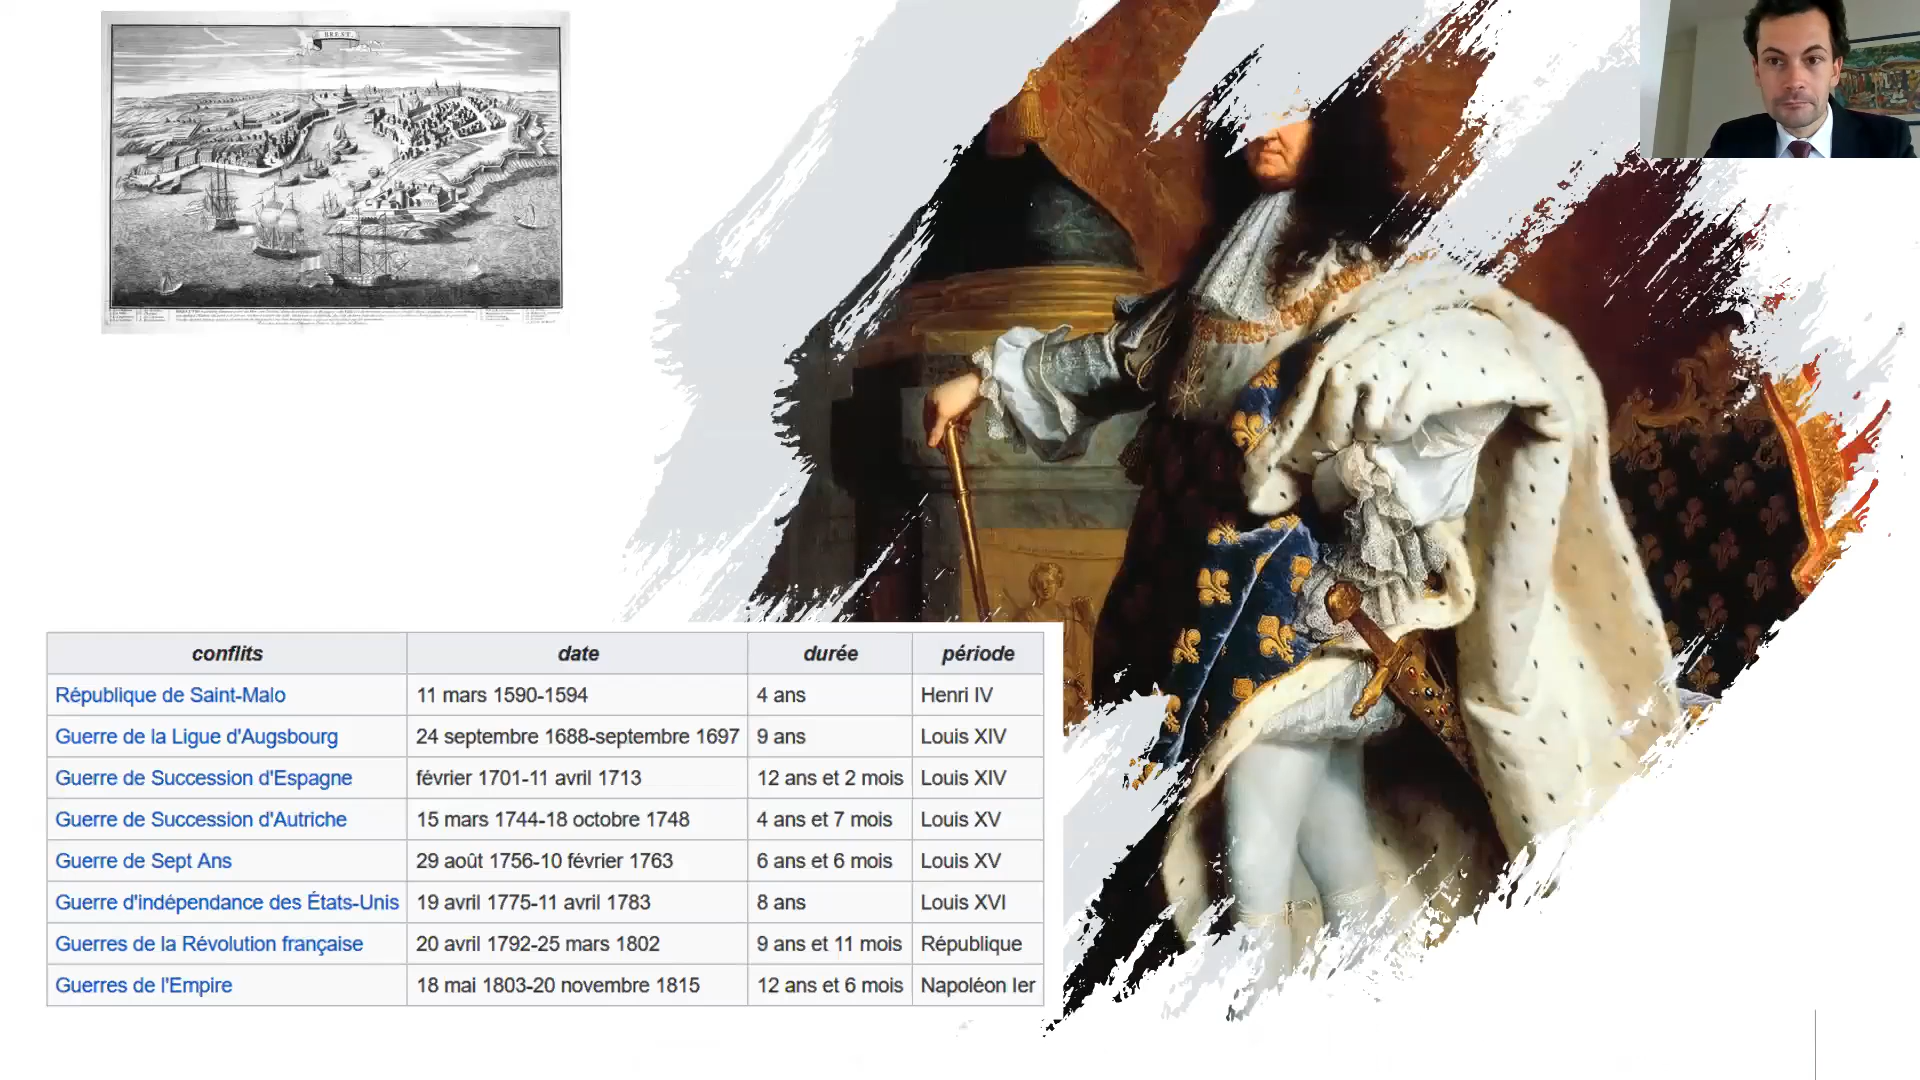 BREST.
conflits date durée période
République de Saint-Malo 11 mars 1590-1594 4 ans Henri IV
Guerre de la Ligue d'Augsbourg 24 septembre 1688-septembre 1697 9 ans Louis XIV
Guerre de Succession d'Espagne février 1701-11 avril 1713 12 ans et 2 mois Louis XIV
Guerre de Succession d'Autriche 15 mars 1744-18 octobre 1748 4 ans et 7 mois Louis XV
Guerre de Sept Ans 29 août 1756-10 février 1763 6 ans et 6 mois Louis XV
Guerre d'indépendance des États-Unis 19 avril 1775-11 avril 1783 8 ans Louis XVI
Guerres de la Révolution française 20 avril 1792-25 mars 1802 9 ans et 11 mois République
Guerres de l'Empire 18 mai 1803-20 novembre 1815 12 ans et 6 mois Napoléon Ier